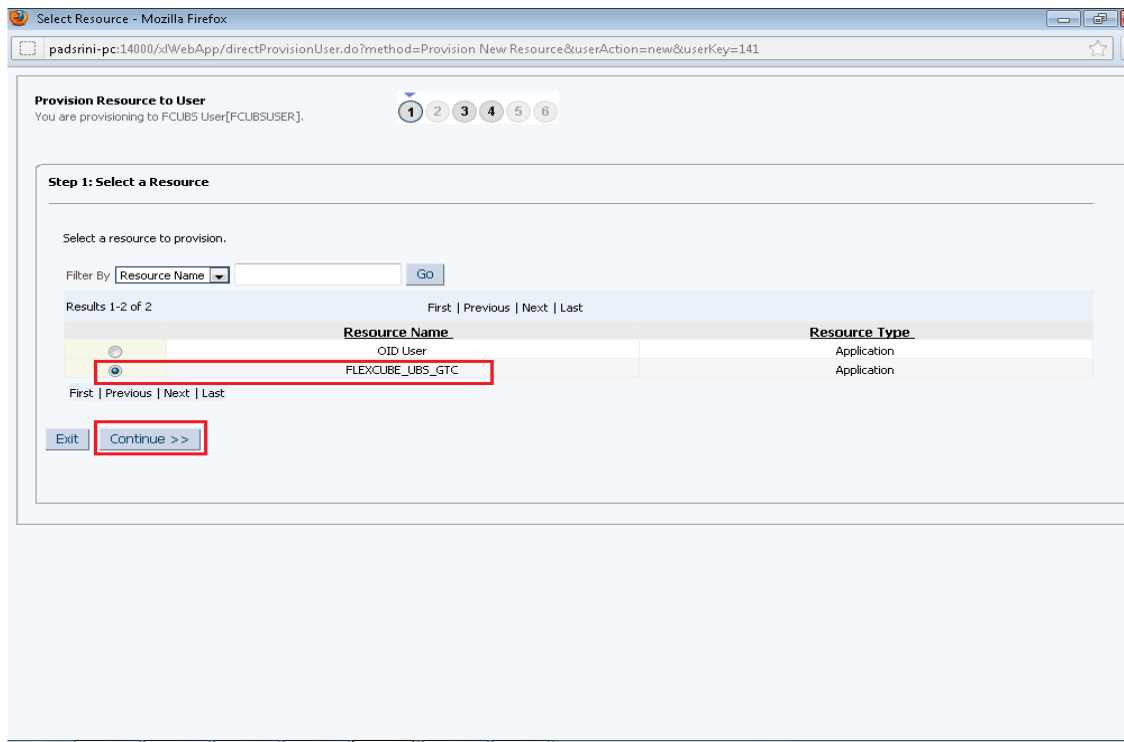 Select Resource - Mozilla Firefox
padsrini-pc:14000/xlWebApp/directProvisionUser.do?method=Provision New Resource&userAction=new&userKey=141
Provision Resource to User
You are provisioning to FCUBS User[FCUBSUSER].
1 2 3 4 5 6
Step 1: Select a Resource
Select a resource to provision.
Filter By Resource Name Go
Results 1-2 of 2 First | Previous | Next | Last
Resource Name Resource Type
OID User Application
FLEXCUBE_UBS_GTC Application
First | Previous | Next | Last
Exit Continue >>